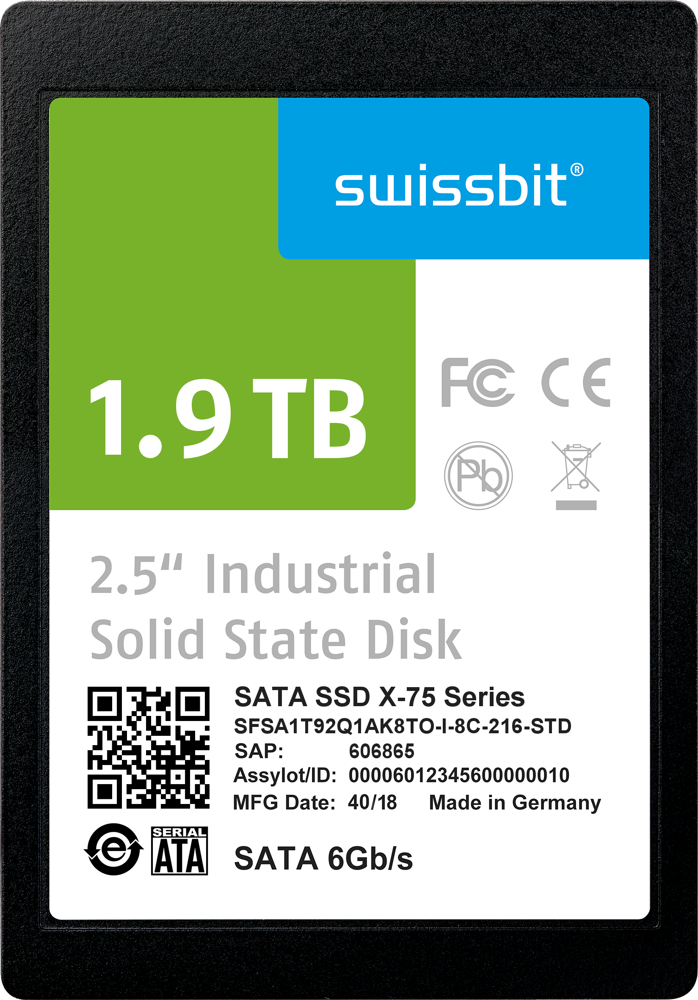 swissbit®
1.9 TB
FC CE
Pb
2.5“ Industrial
Solid State Disk
SATA SSD X-75 Series
SFSA1T92Q1AK8TO-I-8C-216-STD
SAP: 606865
Assylot/ID: 00006012345600000010
MFG Date: 40/18 Made in Germany
e
SERIAL
ATA
SATA 6Gb/s